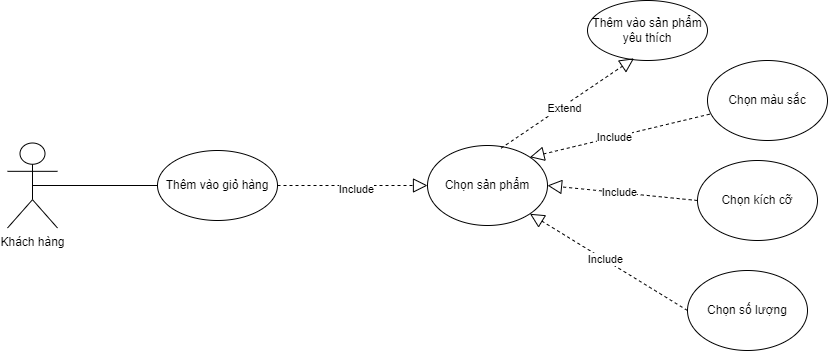 Thêm vào sản phẩm
yêu thích
Chọn màu sắc
Extend
Include
Thêm vào giỏ hàng
Include
Chọn sản phẩm
Include
Chọn kích cỡ
Khách hàng
Include
Chọn số lượng